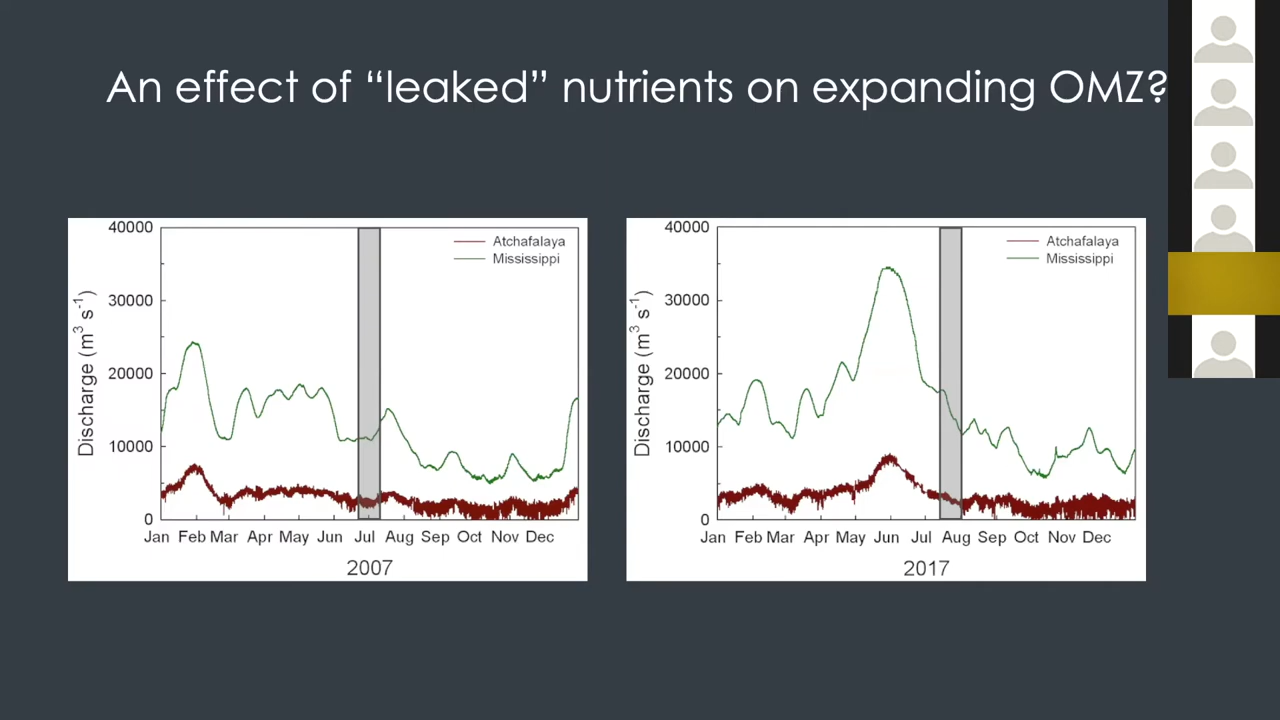 An effect of “leaked” nutrients on expanding OMZ?
40000
30000
20000
10000
0
Discharge (m³ s⁻¹)
Atchafalaya
Mississippi
Jan Feb Mar Apr May Jun Jul Aug Sep Oct Nov Dec
2007
40000
30000
20000
10000
0
Discharge (m³ s⁻¹)
Atchafalaya
Mississippi
Jan Feb Mar Apr May Jun Jul Aug Sep Oct Nov Dec
2017